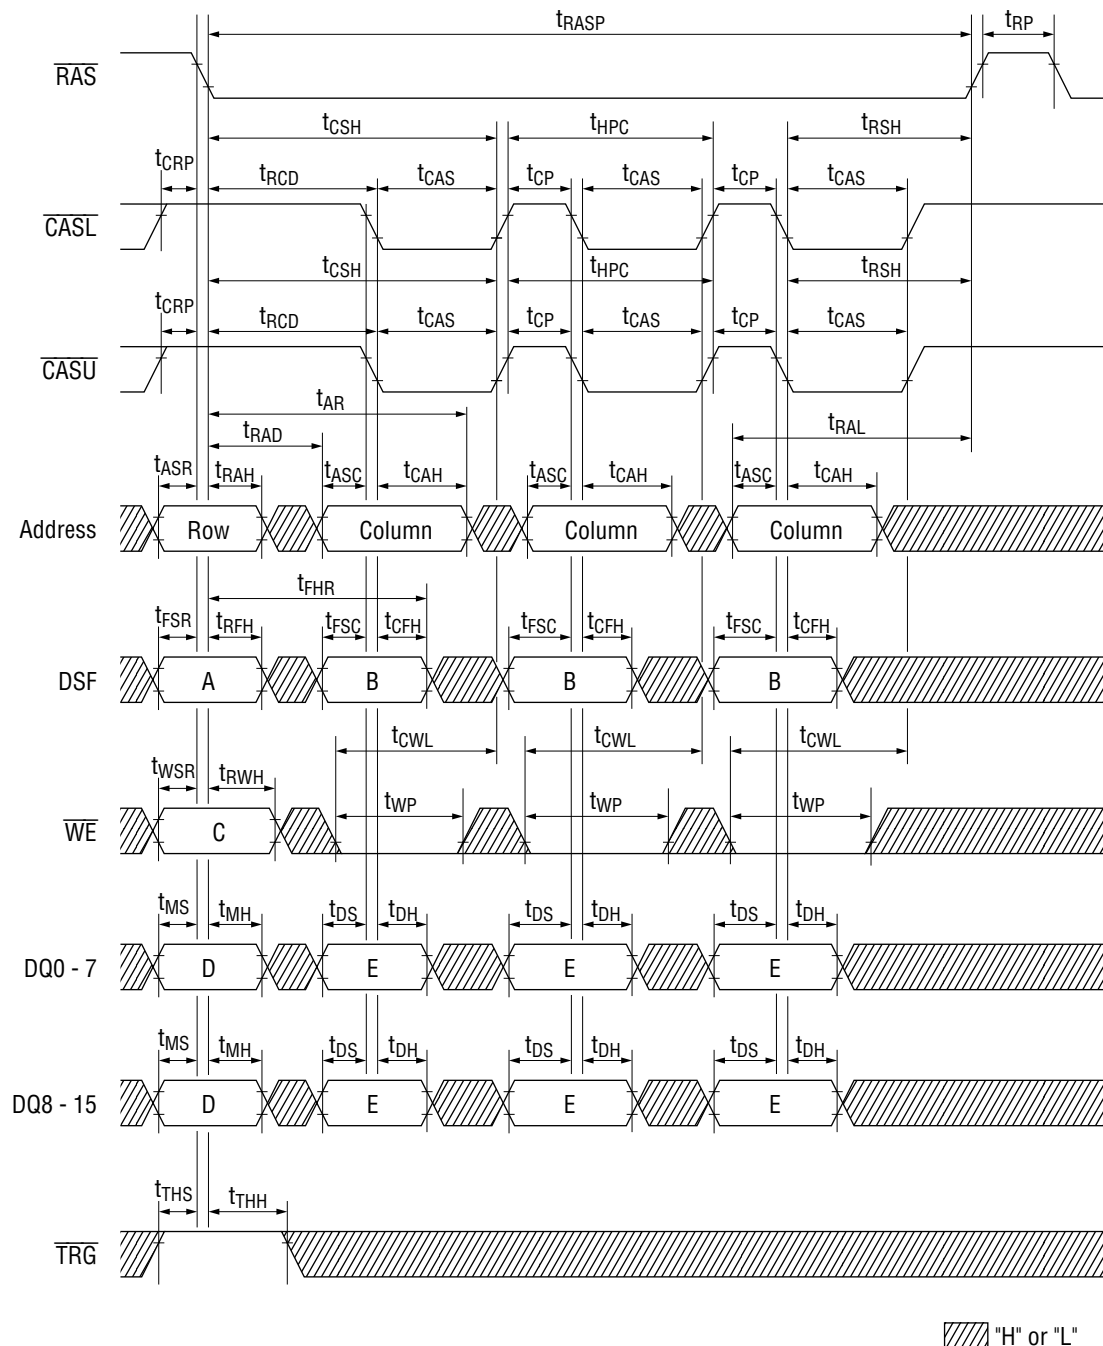 tRASP tRP
RAS
tCSH tHPC tRSH
tCRP tRCD tCAS tCP tCAS tCP tCAS
CASL
tCSH tHPC tRSH
tCRP tRCD tCAS tCP tCAS tCP tCAS
CASU
tAR
tRAD tRAL
tASR tRAH tASC tCAH tASC tCAH tASC tCAH
Address Row Column Column Column
tFHR
tFSR tRFH tFSC tCFH tFSC tCFH tFSC tCFH
DSF A B B B
tCWL tCWL tCWL
tWSR tRWH tWP tWP tWP
WE C
tMS tMH tDS tDH tDS tDH tDS tDH
DQ0 - 7 D E E E
tMS tMH tDS tDH tDS tDH tDS tDH
DQ8 - 15 D E E E
tTHS tTHH
TRG
"H" or "L"